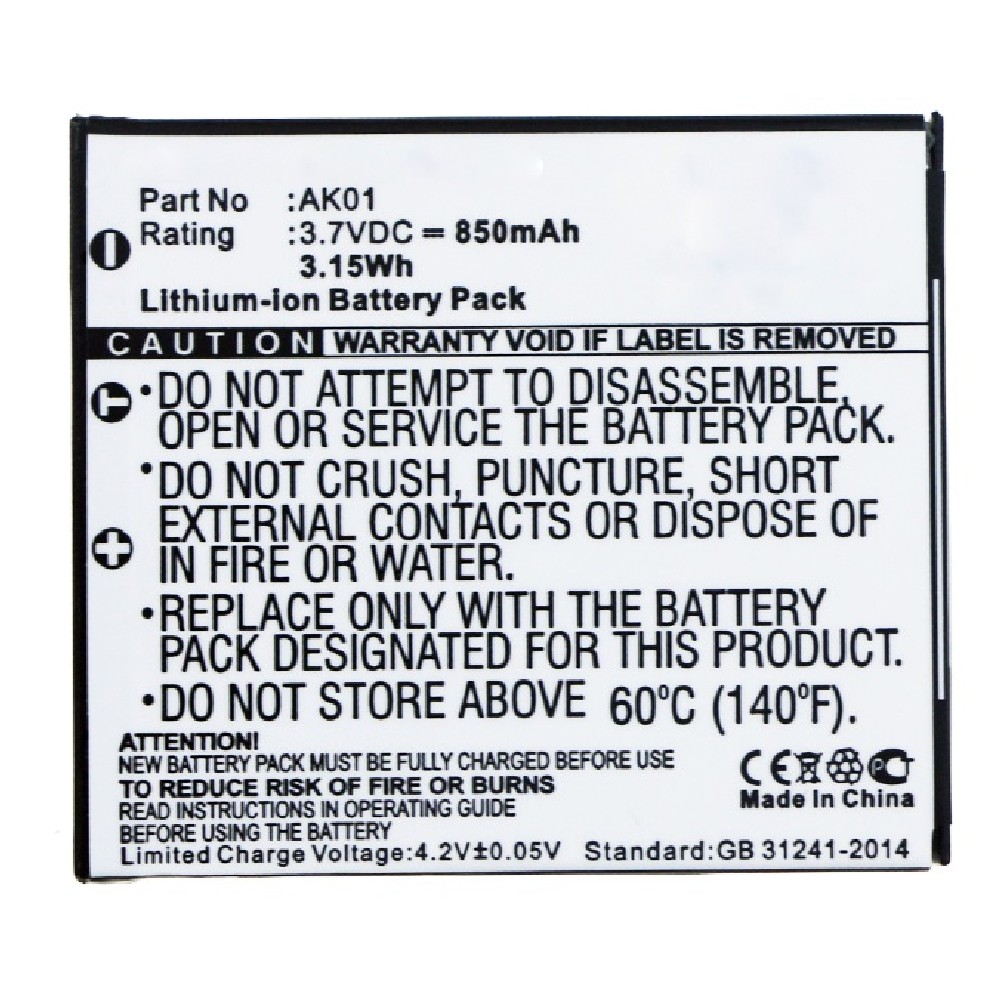 Part No :AK01
Rating :3.7VDC = 850mAh
3.15Wh
Lithium-ion Battery Pack
CAUTION WARRANTY VOID IF LABEL IS REMOVED
•DO NOT ATTEMPT TO DISASSEMBLE,
OPEN OR SERVICE THE BATTERY PACK.
•DO NOT CRUSH, PUNCTURE, SHORT
EXTERNAL CONTACTS OR DISPOSE OF
IN FIRE OR WATER.
•REPLACE ONLY WITH THE BATTERY
PACK DESIGNATED FOR THIS PRODUCT.
•DO NOT STORE ABOVE 60°C (140°F).
ATTENTION!
NEW BATTERY PACK MUST BE FULLY CHARGED BEFORE USE
TO REDUCE RISK OF FIRE OR BURNS
READ INSTRUCTIONS IN OPERATING GUIDE
BEFORE USING THE BATTERY
CE
Made In China
Limited Charge Voltage:4.2V±0.05V Standard:GB 31241-2014